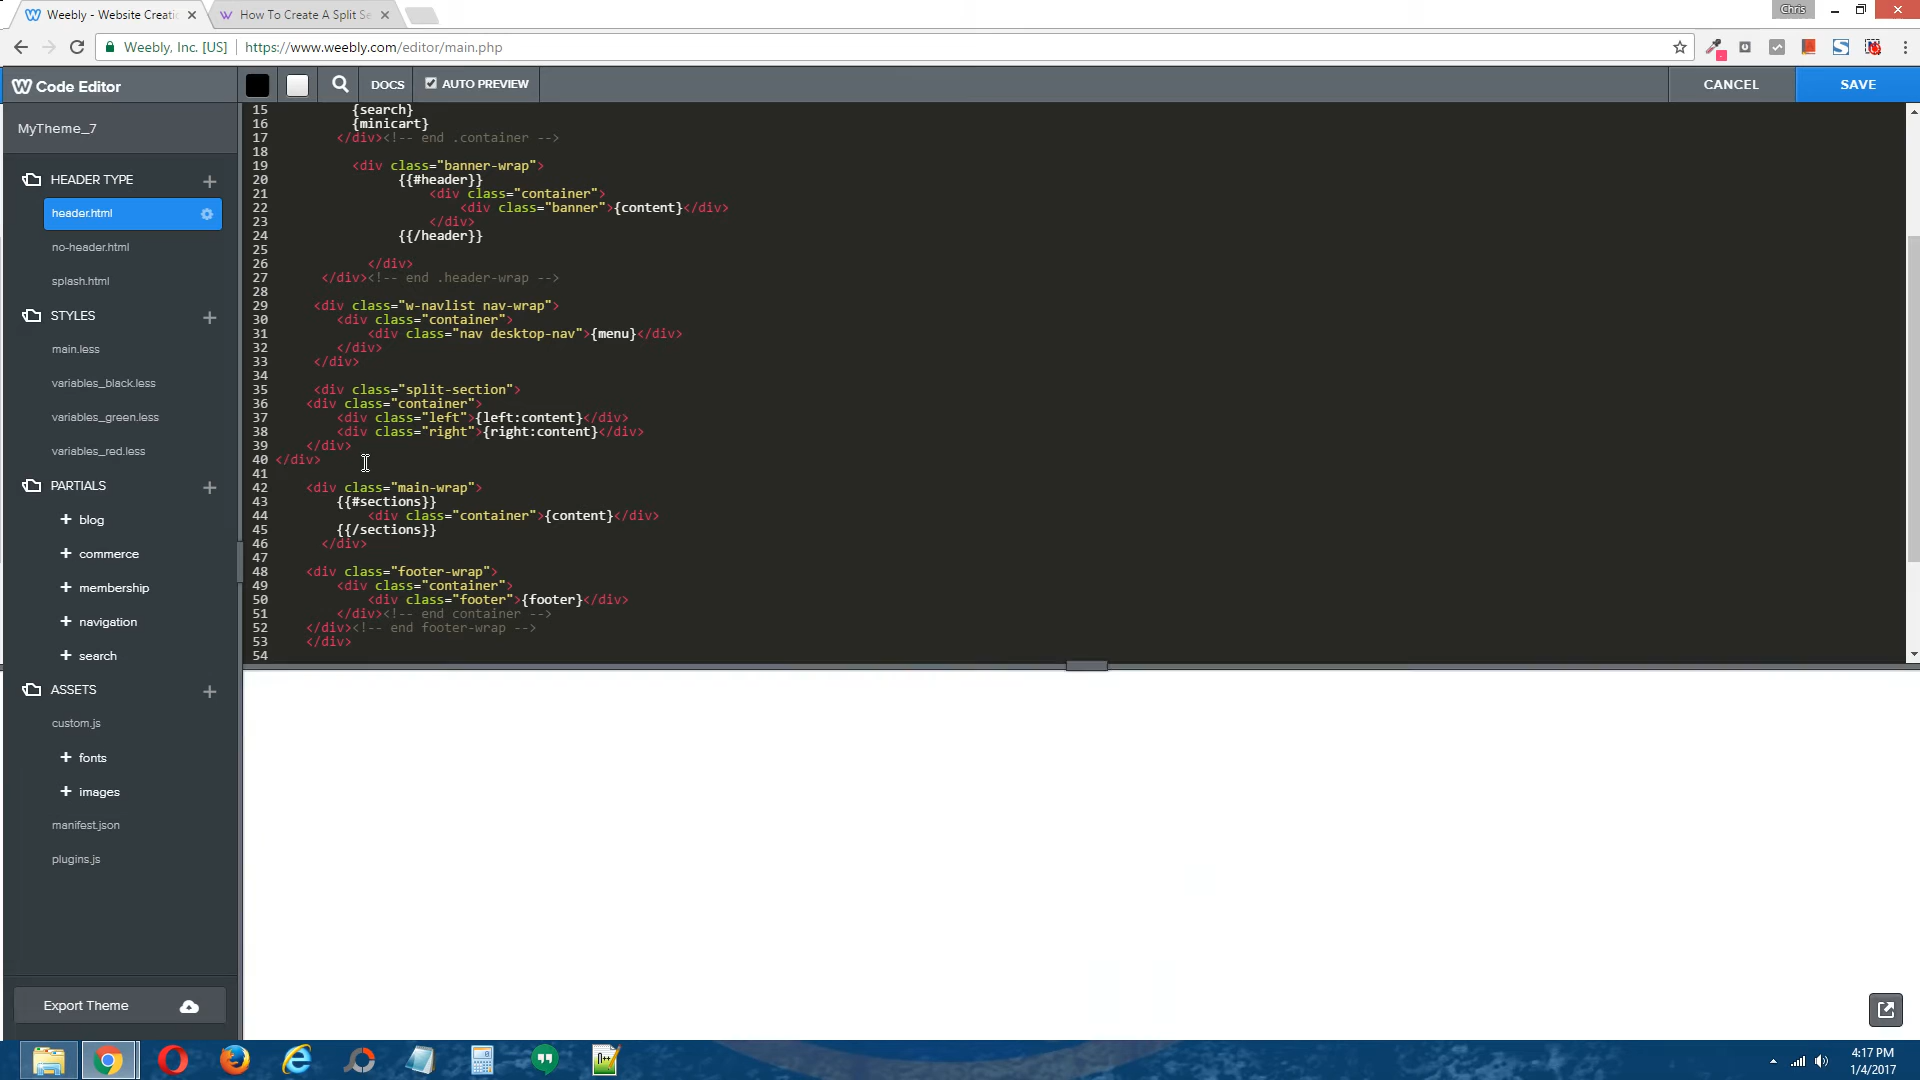 Chris
Weebly - Website Creatio
How To Create A Split Se
Weebly, Inc. [US]
https://www.weebly.com/editor/main.php
Code Editor
DOCS
AUTO PREVIEW
CANCEL
SAVE
MyTheme_7
HEADER TYPE
header.html
no-header.html
splash.html
STYLES
main.less
variables_black.less
variables_green.less
variables_red.less
PARTIALS
blog
commerce
membership
navigation
search
ASSETS
custom.js
fonts
images
manifest.json
plugins.js
Export Theme
15 {search}
16 {minicart}
17 </div><!-- end .container -->
18
19 <div class="banner-wrap">
20 {{#header}}
21 <div class="container">
22 <div class="banner">{content}</div>
23 </div>
24 {{/header}}
25
26 </div>
27 </div><!-- end .header-wrap -->
28
29 <div class="w-navlist nav-wrap">
30 <div class="container">
31 <div class="nav desktop-nav">{menu}</div>
32 </div>
33 </div>
34
35 <div class="split-section">
36 <div class="container">
37 <div class="left">{left:content}</div>
38 <div class="right">{right:content}</div>
39 </div>
40 </div>
41
42 <div class="main-wrap">
43 {{#sections}}
44 <div class="container">{content}</div>
45 {{/sections}}
46 </div>
47
48 <div class="footer-wrap">
49 <div class="container">
50 <div class="footer">{footer}</div>
51 </div><!-- end container -->
52 </div><!-- end footer-wrap -->
53 </div>
54
4:17 PM
1/4/2017